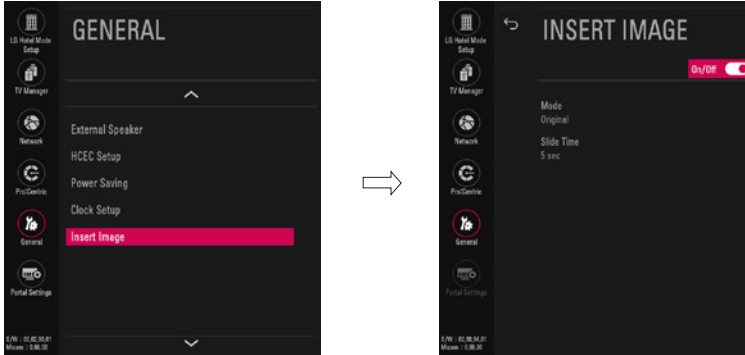 LG Hotel Mode
Setup
TV Manager
Network
Pro:Centric
General
Portal Settings
GENERAL
External Speaker
HCEC Setup
Power Saving
Clock Setup
Insert Image
LG Hotel Mode
Setup
TV Manager
Network
Pro:Centric
General
Portal Settings
INSERT IMAGE
On/Off
Mode
Original
Slide Time
5 sec